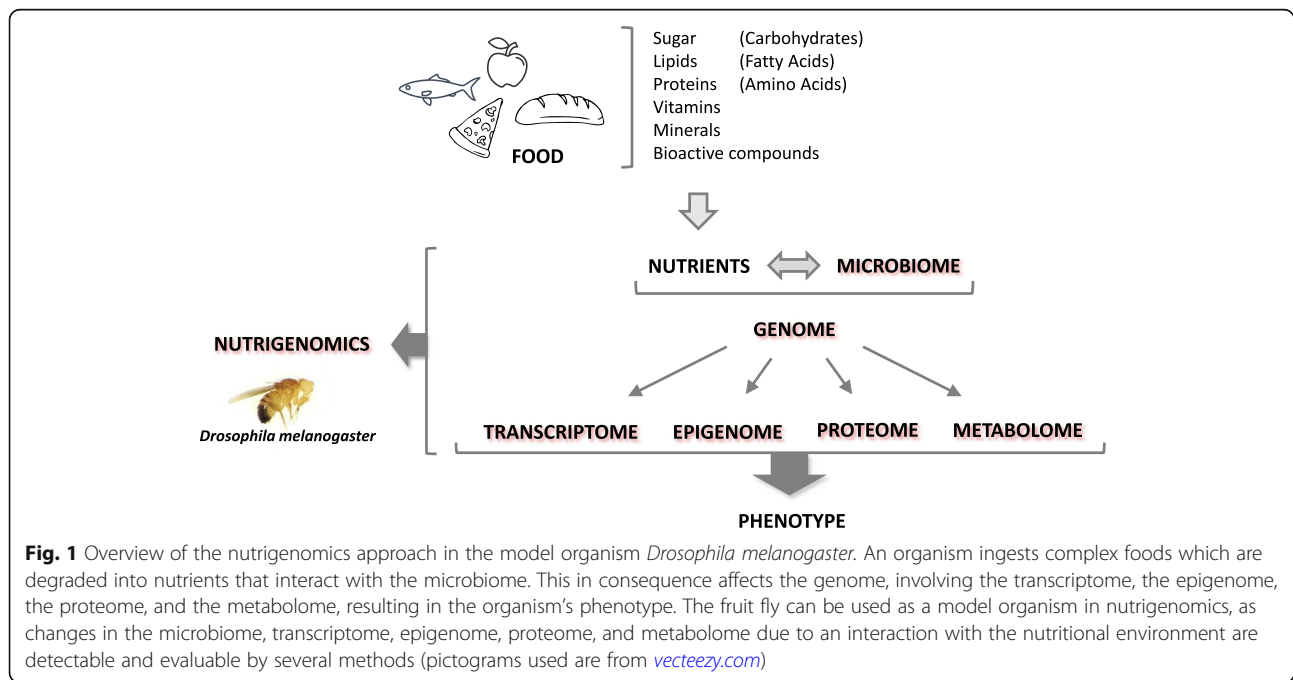 Sugar (Carbohydrates)
Lipids (Fatty Acids)
Proteins (Amino Acids)
Vitamins
Minerals
Bioactive compounds
FOOD
NUTRIENTS MICROBIOME
GENOME
NUTRIGENOMICS
Drosophila melanogaster
TRANSCRIPTOME EPIGENOME PROTEOME METABOLOME
PHENOTYPE
Fig. 1 Overview of the nutrigenomics approach in the model organism Drosophila melanogaster. An organism ingests complex foods which are
degraded into nutrients that interact with the microbiome. This in consequence affects the genome, involving the transcriptome, the epigenome,
the proteome, and the metabolome, resulting in the organism's phenotype. The fruit fly can be used as a model organism in nutrigenomics, as
changes in the microbiome, transcriptome, epigenome, proteome, and metabolome due to an interaction with the nutritional environment are
detectable and evaluable by several methods (pictograms used are from vecteezy.com)